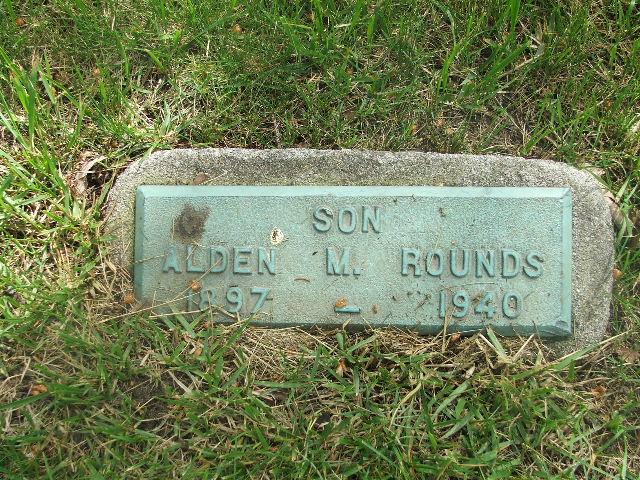 SON
ALDEN M. ROUNDS
1897 – 1940